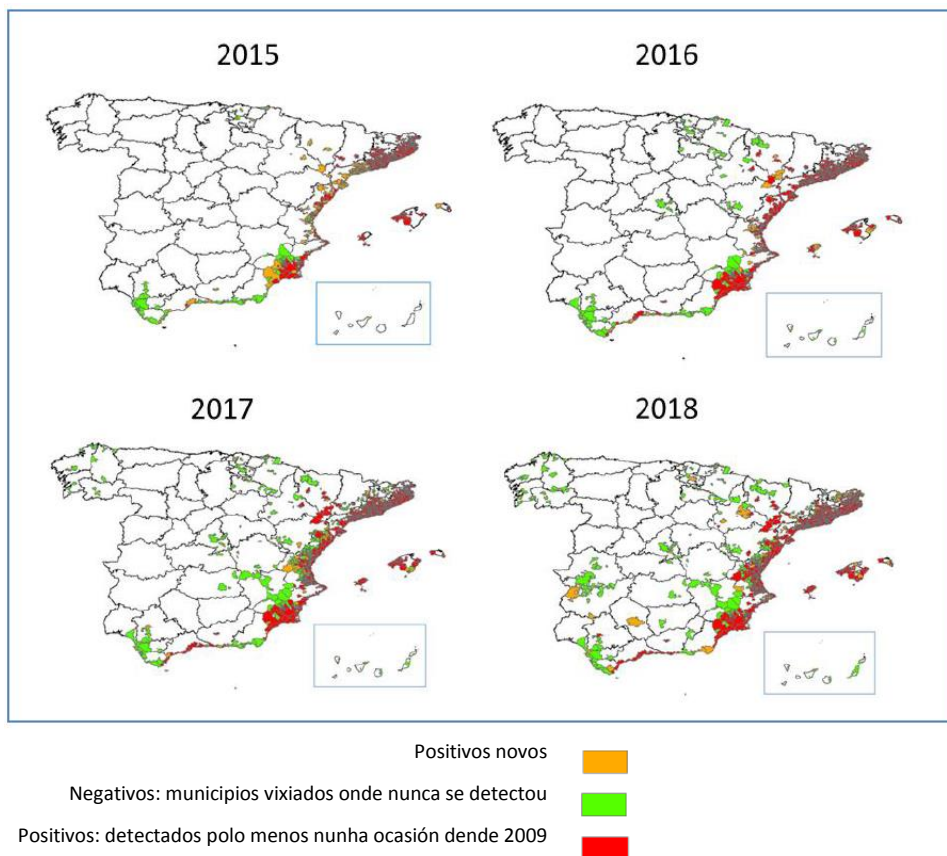 2015
2016
2017
2018
Positivos novos
Negativos: municipios vixiados onde nunca se detectou
Positivos: detectados polo menos nunha ocasión dende 2009